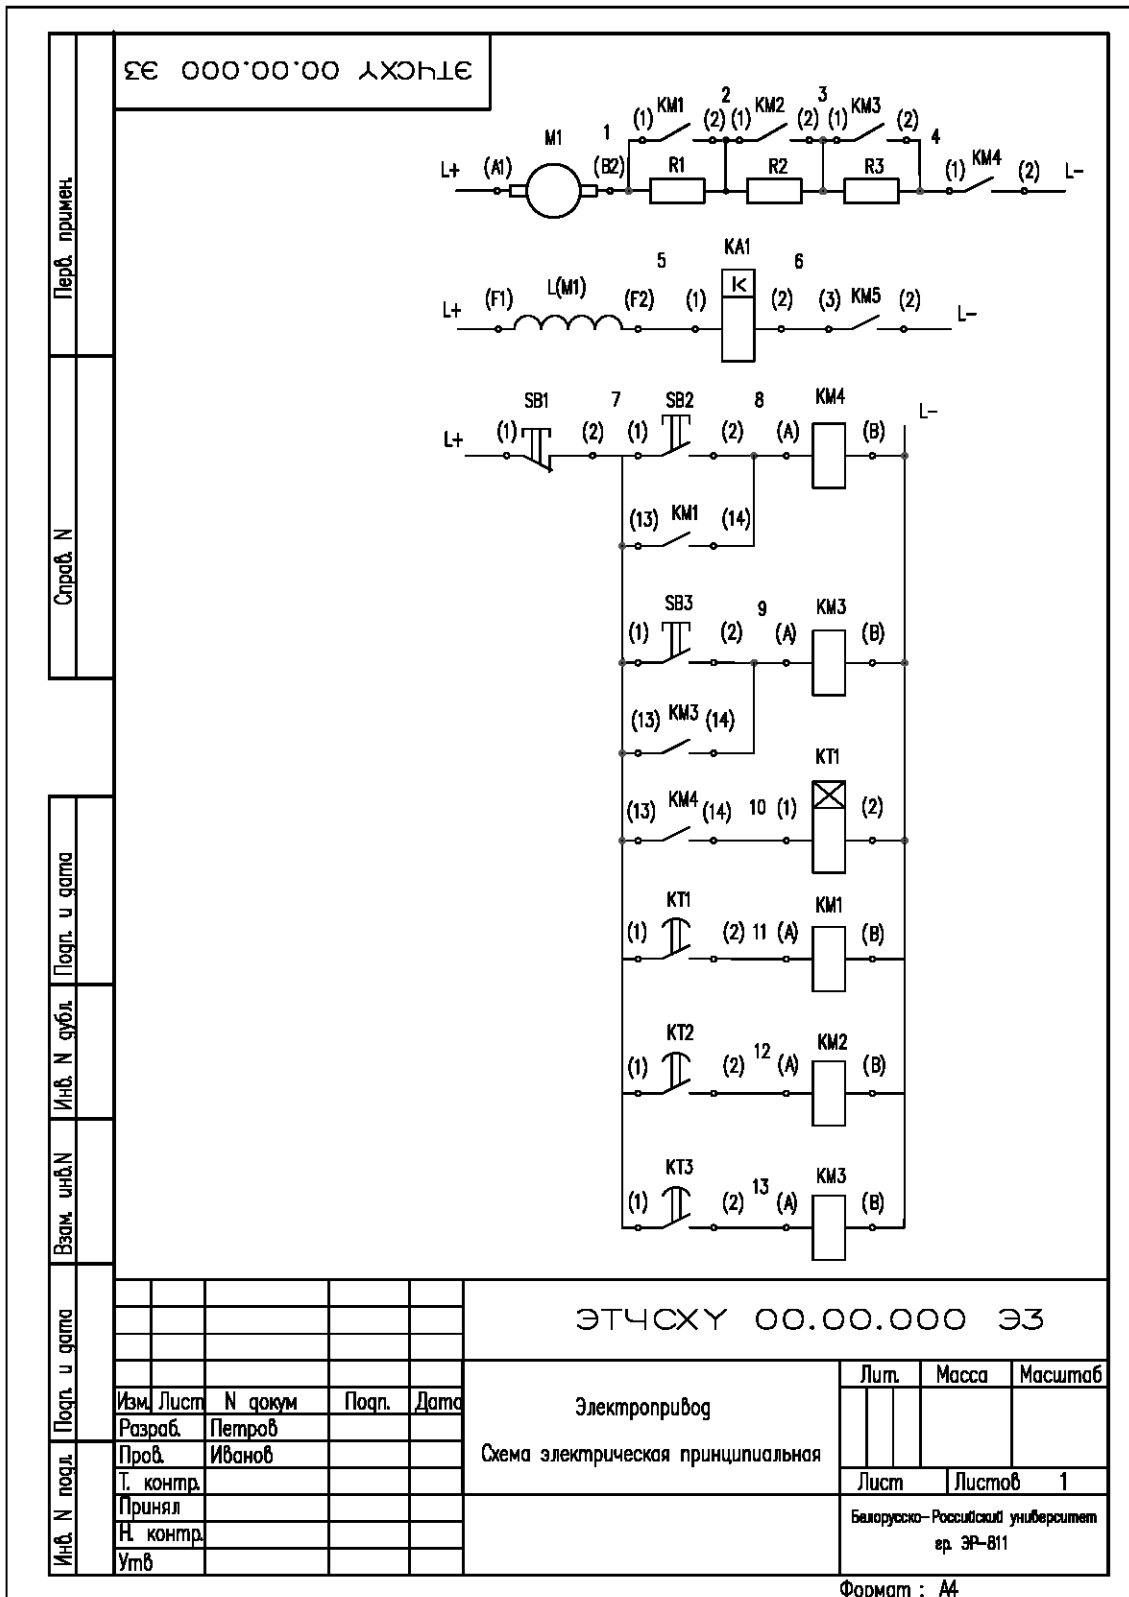 ЭТЧСХУ 00.00.000 Э3
Перв. примен.
Справ. N
Подп. и дата
Инв. N дубл.
Взам. инв.N
Подп. и дата
Инв. N подл.
M1 1 (1) KM1 (2) 2 (1) KM2 (2) 3 (1) KM3 (2) 4
L+ (A1) (B2) R1 R2 R3 (1) KM4 (2) L-
KA1
5 6
L+ (F1) L(M1) (F2) (1) (2) (3) KM5 (2) L-
SB1 7 SB2 8 KM4 L-
L+ (1) (2) (1) (2) (A) (B)
(13) KM1 (14)
SB3 9 KM3
(1) (2) (A) (B)
(13) KM3 (14)
KT1
(13) KM4 (14) 10 (1) (2)
KT1 KM1
(1) (2) 11 (A) (B)
KT2 KM2
(1) (2) 12 (A) (B)
KT3 KM3
(1) (2) 13 (A) (B)
ЭТЧСХУ 00.00.000 Э3
Изм. Лист N докум Подп. Дата
Разраб. Петров
Пров. Иванов
Т. контр.
Принял
Н. контр.
Утв
Электропривод
Схема электрическая принципиальная
Лит. Масса Масштаб
Лист Листов 1
Белорусско-Российский университет
гр. ЭР-811
Формат : А4